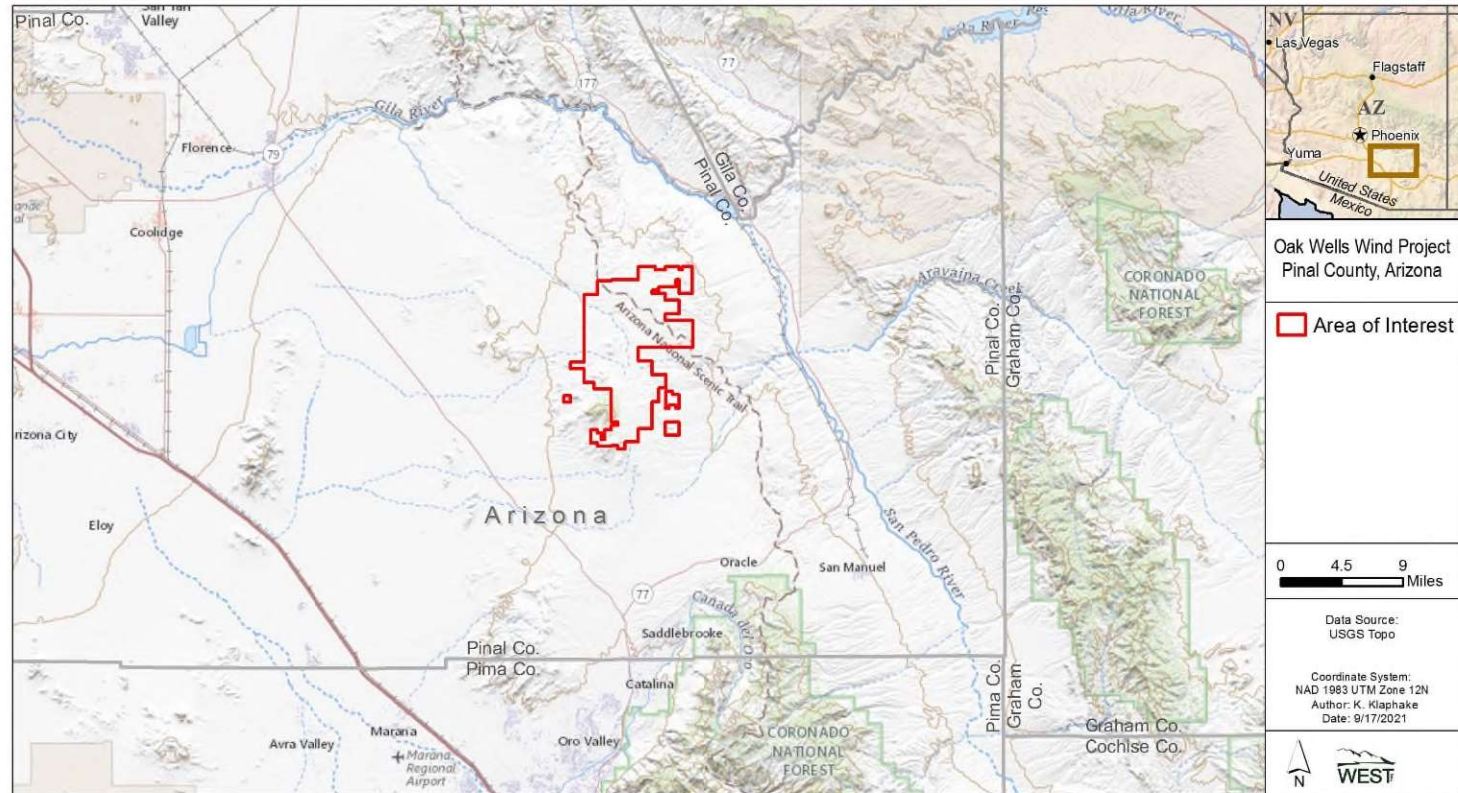 Pinal Co.
Valley
Florence
79
Coolidge
rizona City
Eloy
Gila River
177
77
Gila Co.
Pinal Co.
Aravaipa Creek
Pinal Co.
Graham Co.
CORONADO
NATIONAL
FOREST
Arizona National Scenic Trail
Arizona
San Pedro River
Oracle
San Manuel
77
Cañada del Oro
Saddlebrooke
Pinal Co.
Pima Co.
Catalina
Pima Co.
Graham
Co.
Graham Co.
Cochise Co.
Avra Valley
Marana
Marana
Regional
Airport
Oro Valley
CORONADO
NATIONAL
FOREST
NV
Las Vegas
Flagstaff
AZ
Phoenix
Yuma
United States
Mexico
Oak Wells Wind Project
Pinal County, Arizona
Area of Interest
0 4.5 9
Miles
Data Source:
USGS Topo
Coordinate System:
NAD 1983 UTM Zone 12N
Author: K. Klaphake
Date: 9/17/2021
N
WEST